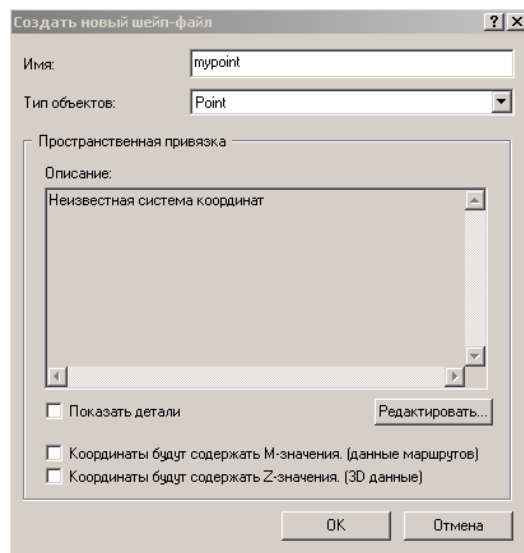 Создать новый шейп-файл
Имя: mypoint
Тип объектов: Point
Пространственная привязка
Описание:
Неизвестная система координат
Показать детали Редактировать...
Координаты будут содержать М-значения. (данные маршрутов)
Координаты будут содержать Z-значения. (3D данные)
OK Отмена